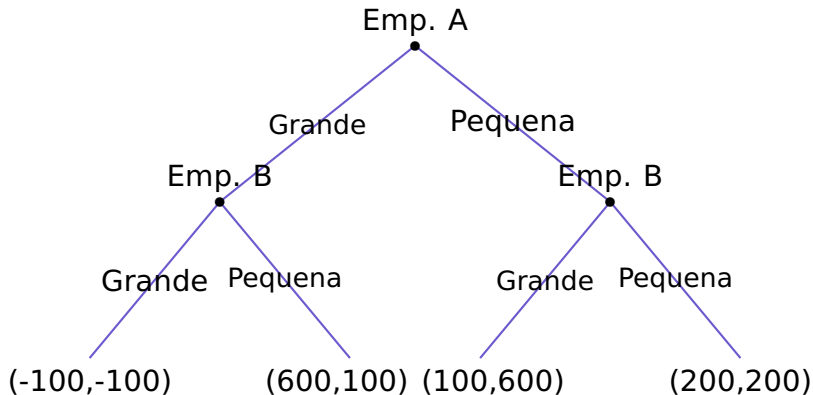 Emp. A
Grande
Pequena
Emp. B
Emp. B
Grande
Pequena
Grande
Pequena
(-100,-100)
(600,100)
(100,600)
(200,200)